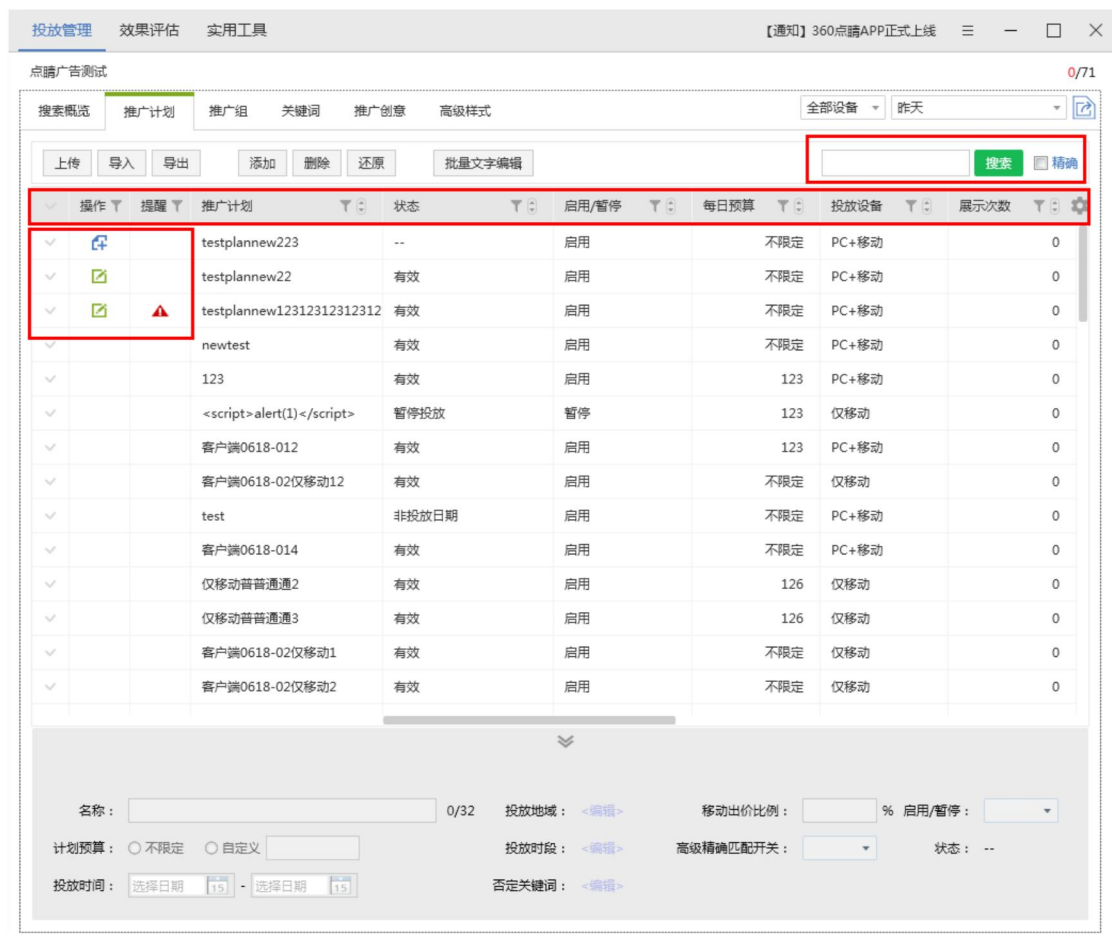 投放管理 效果评估 实用工具 【通知】360点睛APP正式上线
点睛广告测试 0/71
搜索概览 推广计划 推广组 关键词 推广创意 高级样式 全部设备 昨天
上传 导入 导出 添加 删除 还原 批量文字编辑 搜索 精确
操作 提醒 推广计划 状态 启用/暂停 每日预算 投放设备 展示次数
testplannew223 -- 启用 不限定 PC+移动 0
testplannew22 有效 启用 不限定 PC+移动 0
testplannew12312312312312 有效 启用 不限定 PC+移动 0
newtest 有效 启用 不限定 PC+移动 0
123 有效 启用 123 PC+移动 0
<script>alert(1)</script> 暂停投放 暂停 123 仅移动 0
客户端0618-012 有效 启用 123 PC+移动 0
客户端0618-02仅移动12 有效 启用 不限定 仅移动 0
test 非投放日期 启用 不限定 PC+移动 0
客户端0618-014 有效 启用 不限定 PC+移动 0
仅移动普普通通2 有效 启用 126 仅移动 0
仅移动普普通通3 有效 启用 126 仅移动 0
客户端0618-02仅移动1 有效 启用 不限定 仅移动 0
客户端0618-02仅移动2 有效 启用 不限定 仅移动 0
名称： 0/32 投放地域： <编辑> 移动出价比例： % 启用/暂停：
计划预算： 不限定 自定义 投放时段： <编辑> 高级精确匹配开关： 状态： --
投放时间： 选择日期 15 - 选择日期 15 否定关键词： <编辑>